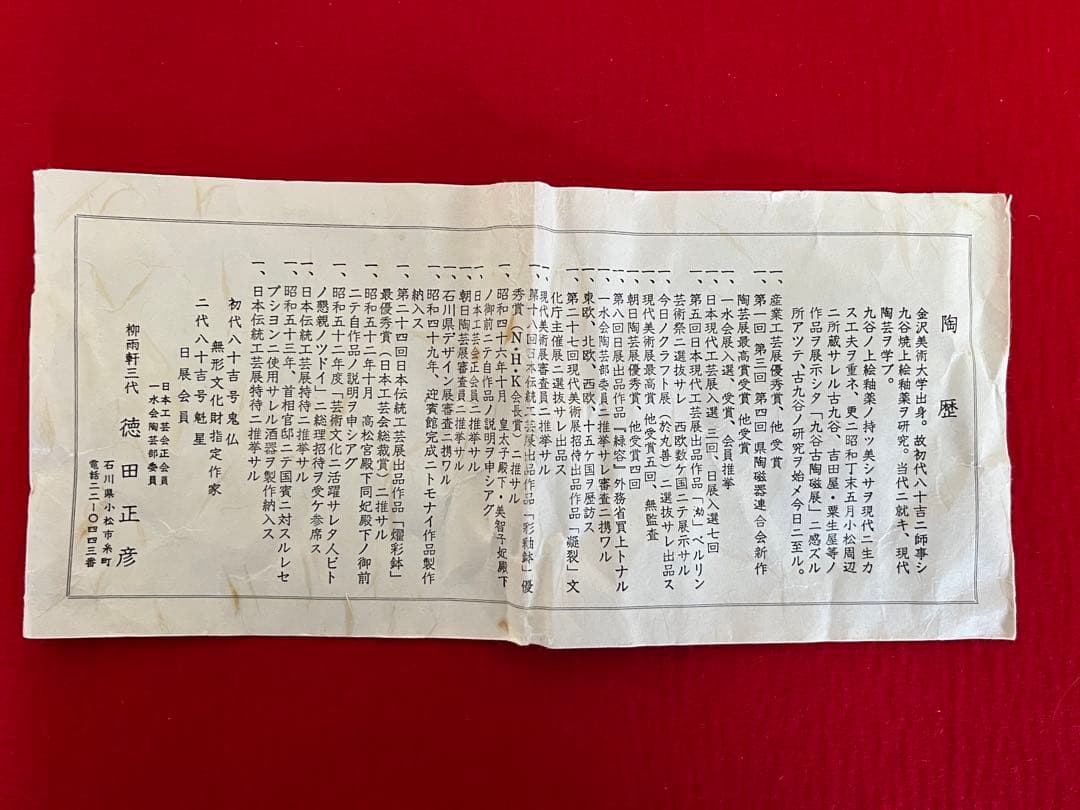 陶歴
金沢美術大学出身。故初代八十吉ニ師事シ
九谷焼上絵釉薬ヲ研究。当代ニ就キ、現代
陶芸ヲ学ブ。
九谷ノ上絵釉薬ノ持ツ美シサヲ現代ニ生カ
ス工夫ヲ重ネ、更ニ昭和丁末五月小松周辺
ニ所蔵サレル古九谷、吉田屋・粟生屋等ノ
作品ヲ展示シタ「九谷古陶磁展」ニ感ズル
所アツテ、古九谷ノ研究ヲ始メ今日ニ至ル。
一、産業工芸展優秀賞、他 受賞
一、第一回 第三回 第四回 県陶磁器連合会新作
陶芸展最高賞受賞 他受賞
一、一水会展入選、受賞、会員推挙
一、日本現代工芸展入選 三回、日展入選七回
一、第五回日本現代工芸展出品作品「泑」ベルリン
芸術祭ニ選抜サレ 西欧数ケ国ニテ展示サル
一、今日ノクラフト展（於丸善）ニ選抜サレ出品ス
一、現代美術展最高賞 他受賞五回、無監査
一、朝日陶芸展優秀賞、他受賞四回
一、第八回日展出品作品『緑容』外務省買上トナル
一、一水会陶芸部委員ニ推挙サレ審査ニ携ワル
一、東欧、北欧、西欧、十五ケ国ヲ歴訪ス
一、第二十七回現代美術展招待出品作品「凝裂」文
化庁主催展ニ選抜サレ出品ス。
一、現代美術展審査員ニ推挙サル
一、第十八回日本伝統工芸展出品作品「彩釉鉢」優
秀賞（Ｎ・Ｈ・Ｋ会長賞）ニ推サル
一、昭和四十六年十月 皇太子殿下・美智子妃殿下
ノ御前ニテ自作品ノ説明ヲ申シアグ
一、日本工芸会正会員ニ推挙サル
一、朝日陶芸展審査員ニ推挙サル
一、石川県デザイン展審査ニ携ワル
一、昭和四十九年、迎賓館完成ニトモナイ作品製作
納入ス
一、第二十四回日本伝統工芸展出品作品「燿彩鉢」
最優秀賞（日本工芸会総裁賞）ニ推サル
一、昭和五十二年十月 高松宮殿下同妃殿下ノ御前
ニテ自作品ノ説明ヲ申シアグ
一、昭和五十二年度「芸術文化ニ活躍サレタ人ビト
ノ懇親ノツドイ」ニ総理招待ヲ受ケ参席ス
一、日本伝統工芸展特待ニ推挙サル
一、昭和五十三年、首相官邸ニテ国賓ニ対スルレセ
プションニ使用サレル酒器ヲ製作納入ス
一、日本伝統工芸展特待ニ推挙サル
初代八十吉号鬼仏
無形文化財指定作家
二代八十吉号魁星
日展会員
日本工芸会正会員
一水会陶芸部委員
柳雨軒三代 徳田正彦
石川県小松市糸町
電話二二ー〇四四三番